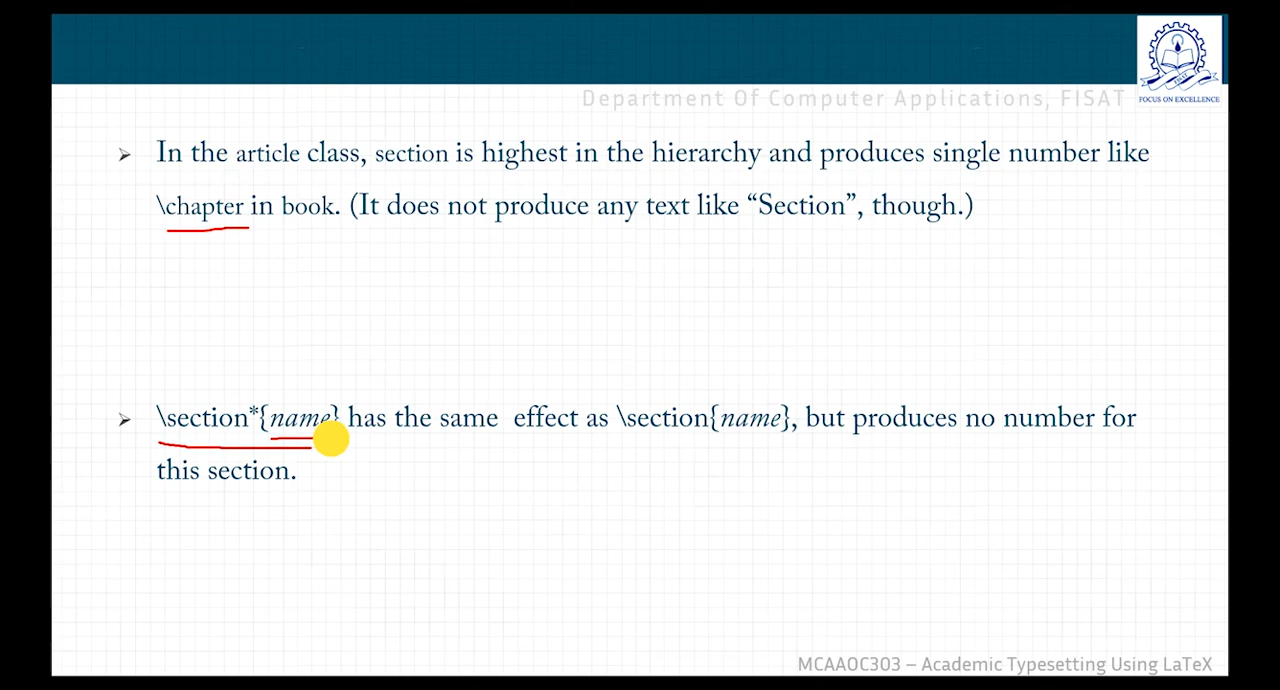 FISAT
FOCUS ON EXCELLENCE
Department Of Computer Applications, FISAT
➢ In the article class, section is highest in the hierarchy and produces single number like
\chapter in book. (It does not produce any text like “Section”, though.)
➢ \section*{name} has the same effect as \section{name}, but produces no number for
this section.
MCAAOC303 – Academic Typesetting Using LaTeX